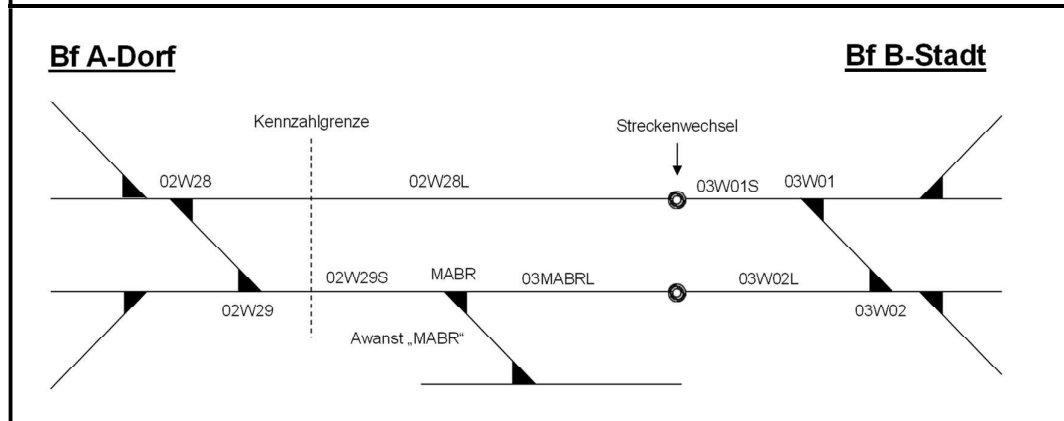 Bf A-Dorf
Bf B-Stadt
Kennzahlgrenze
Streckenwechsel
02W28
02W28L
03W01S
03W01
02W29S
MABR
03MABRL
03W02L
02W29
03W02
Awanst „MABR“